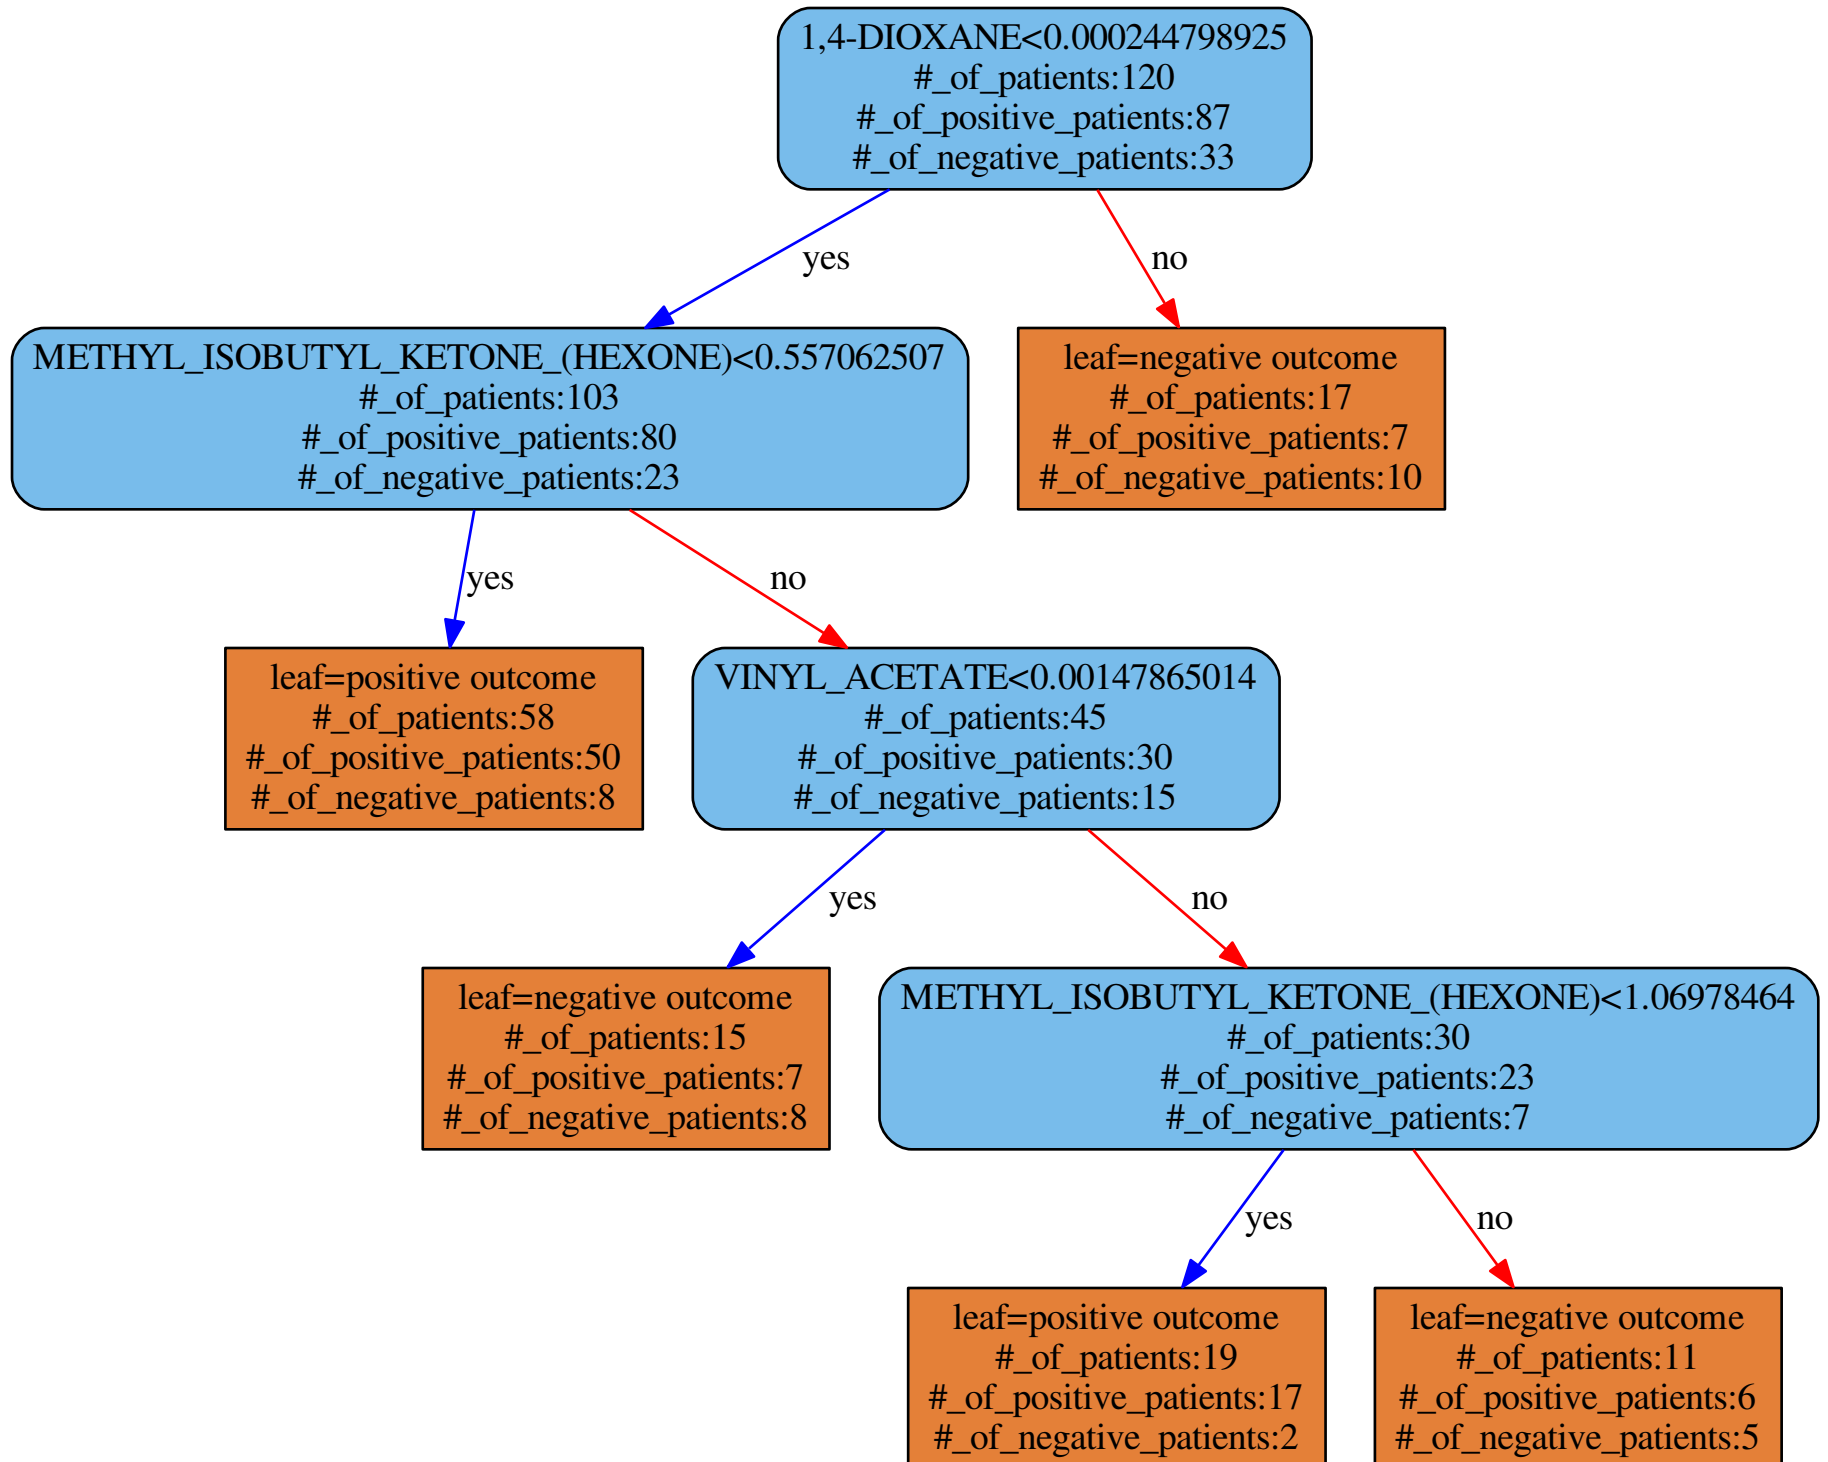 1,4-DIOXANE<0.000244798925
#_of_patients:120
#_of_positive_patients:87
#_of_negative_patients:33
yes
no
METHYL_ISOBUTYL_KETONE_(HEXONE)<0.557062507
#_of_patients:103
#_of_positive_patients:80
#_of_negative_patients:23
leaf=negative outcome
#_of_patients:17
#_of_positive_patients:7
#_of_negative_patients:10
yes
no
leaf=positive outcome
#_of_patients:58
#_of_positive_patients:50
#_of_negative_patients:8
VINYL_ACETATE<0.00147865014
#_of_patients:45
#_of_positive_patients:30
#_of_negative_patients:15
yes
no
leaf=negative outcome
#_of_patients:15
#_of_positive_patients:7
#_of_negative_patients:8
METHYL_ISOBUTYL_KETONE_(HEXONE)<1.06978464
#_of_patients:30
#_of_positive_patients:23
#_of_negative_patients:7
yes
no
leaf=positive outcome
#_of_patients:19
#_of_positive_patients:17
#_of_negative_patients:2
leaf=negative outcome
#_of_patients:11
#_of_positive_patients:6
#_of_negative_patients:5